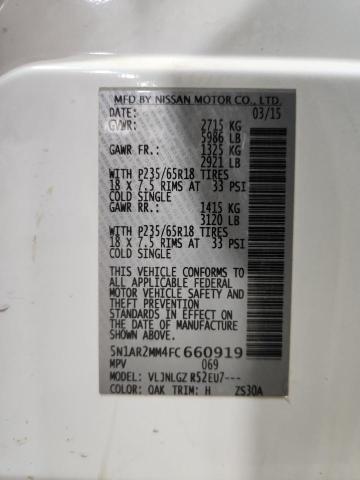 MFD BY NISSAN MOTOR CO., LTD.
DATE: 03/15
GVWR: 2715 KG
5986 LB
GAWR FR.: 1325 KG
2921 LB
WITH P235/65R18 TIRES
18 X 7.5 RIMS AT 33 PSI
COLD SINGLE
GAWR RR.: 1415 KG
3120 LB
WITH P235/65R18 TIRES
18 X 7.5 RIMS AT 33 PSI
COLD SINGLE
THIS VEHICLE CONFORMS TO
ALL APPLICABLE FEDERAL
MOTOR VEHICLE SAFETY
AND THEFT PREVENTION
STANDARDS IN EFFECT ON
THE DATE OF MANUFACTURE
SHOWN ABOVE.
5N1AR2MM4FC660919
MPV 069
MODEL: VLJNLGZ R52EU7---
COLOR: QAK TRIM: H ZS30A